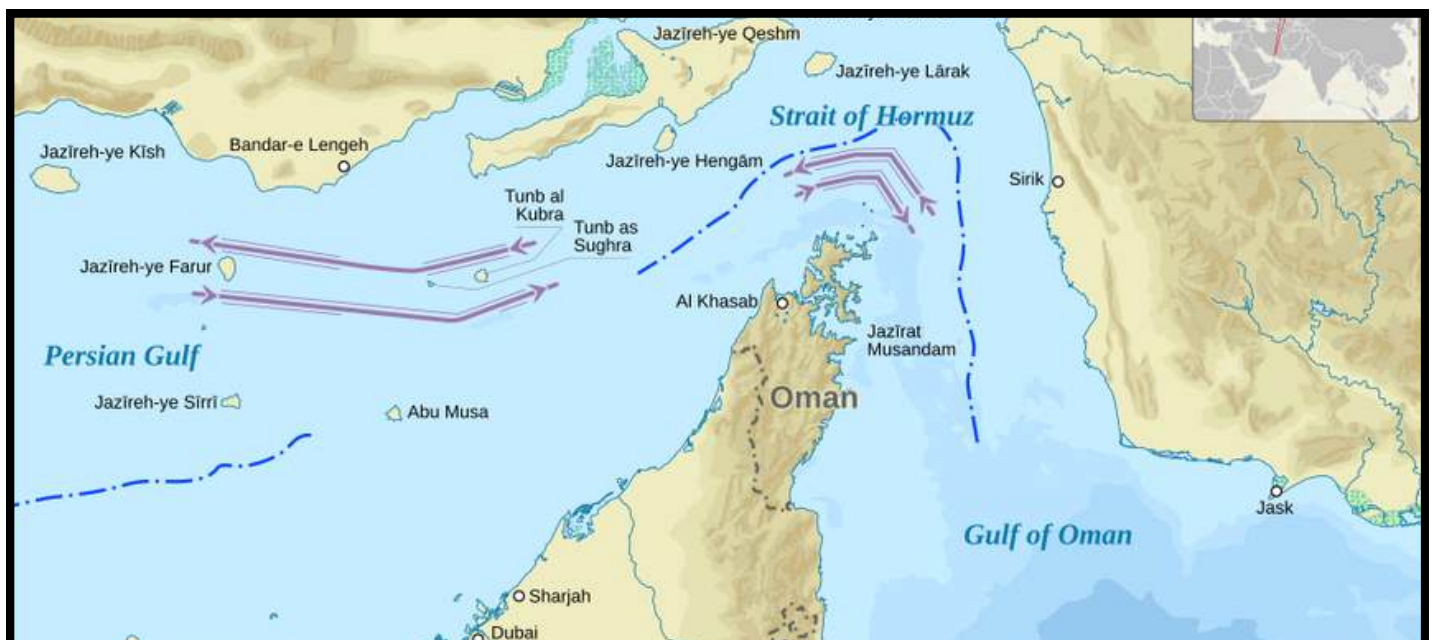 Jazīreh-ye Qeshm
Jazīreh-ye Lārak
Strait of Hormuz
Jazīreh-ye Kīsh
Bandar-e Lengeh
Jazīreh-ye Hengām
Sirik
Tunb al
Kubra
Tunb as
Sughra
Jazīreh-ye Farur
Al Khasab
Jazīrat
Musandam
Persian Gulf
Oman
Jazīreh-ye Sīrrī
Abu Musa
Jask
Gulf of Oman
Sharjah
Dubai